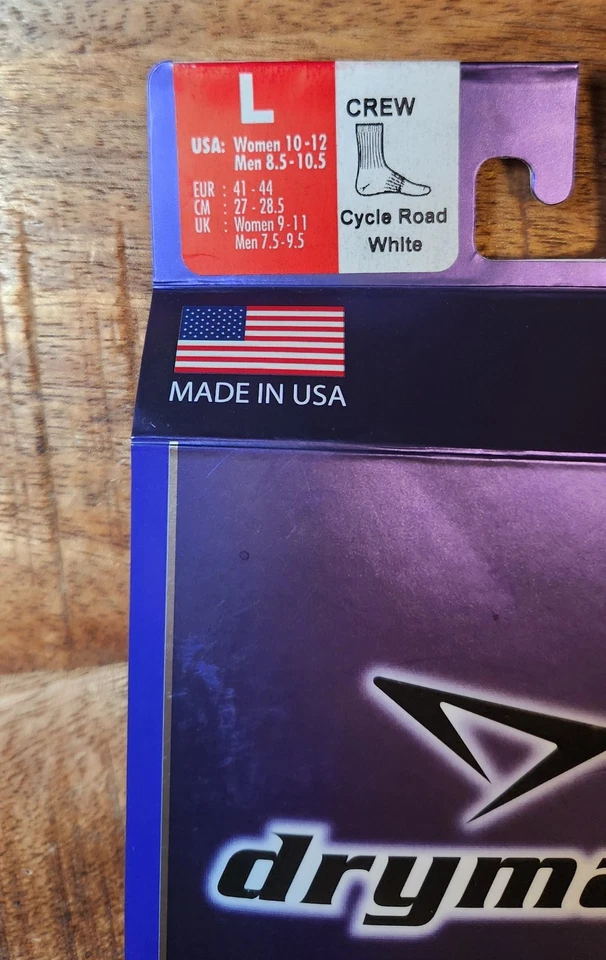 L
USA: Women 10-12
Men 8.5-10.5
EUR : 41 - 44
CM : 27 - 28.5
UK : Women 9-11
Men 7.5-9.5
CREW
Cycle Road
White
MADE IN USA
dryma